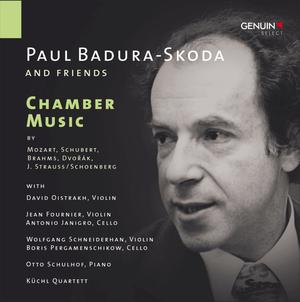 GENUIN
SELECT
PAUL BADURA-SKODA
AND FRIENDS
CHAMBER
MUSIC
BY
MOZART, SCHUBERT,
BRAHMS, DVOŘÁK,
J. STRAUSS/SCHOENBERG
WITH
DAVID OISTRAKH, VIOLIN
JEAN FOURNIER, VIOLIN
ANTONIO JANIGRO, CELLO
WOLFGANG SCHNEIDERHAN, VIOLIN
BORIS PERGAMENSCHIKOW, CELLO
OTTO SCHULHOF, PIANO
KÜCHL QUARTETT